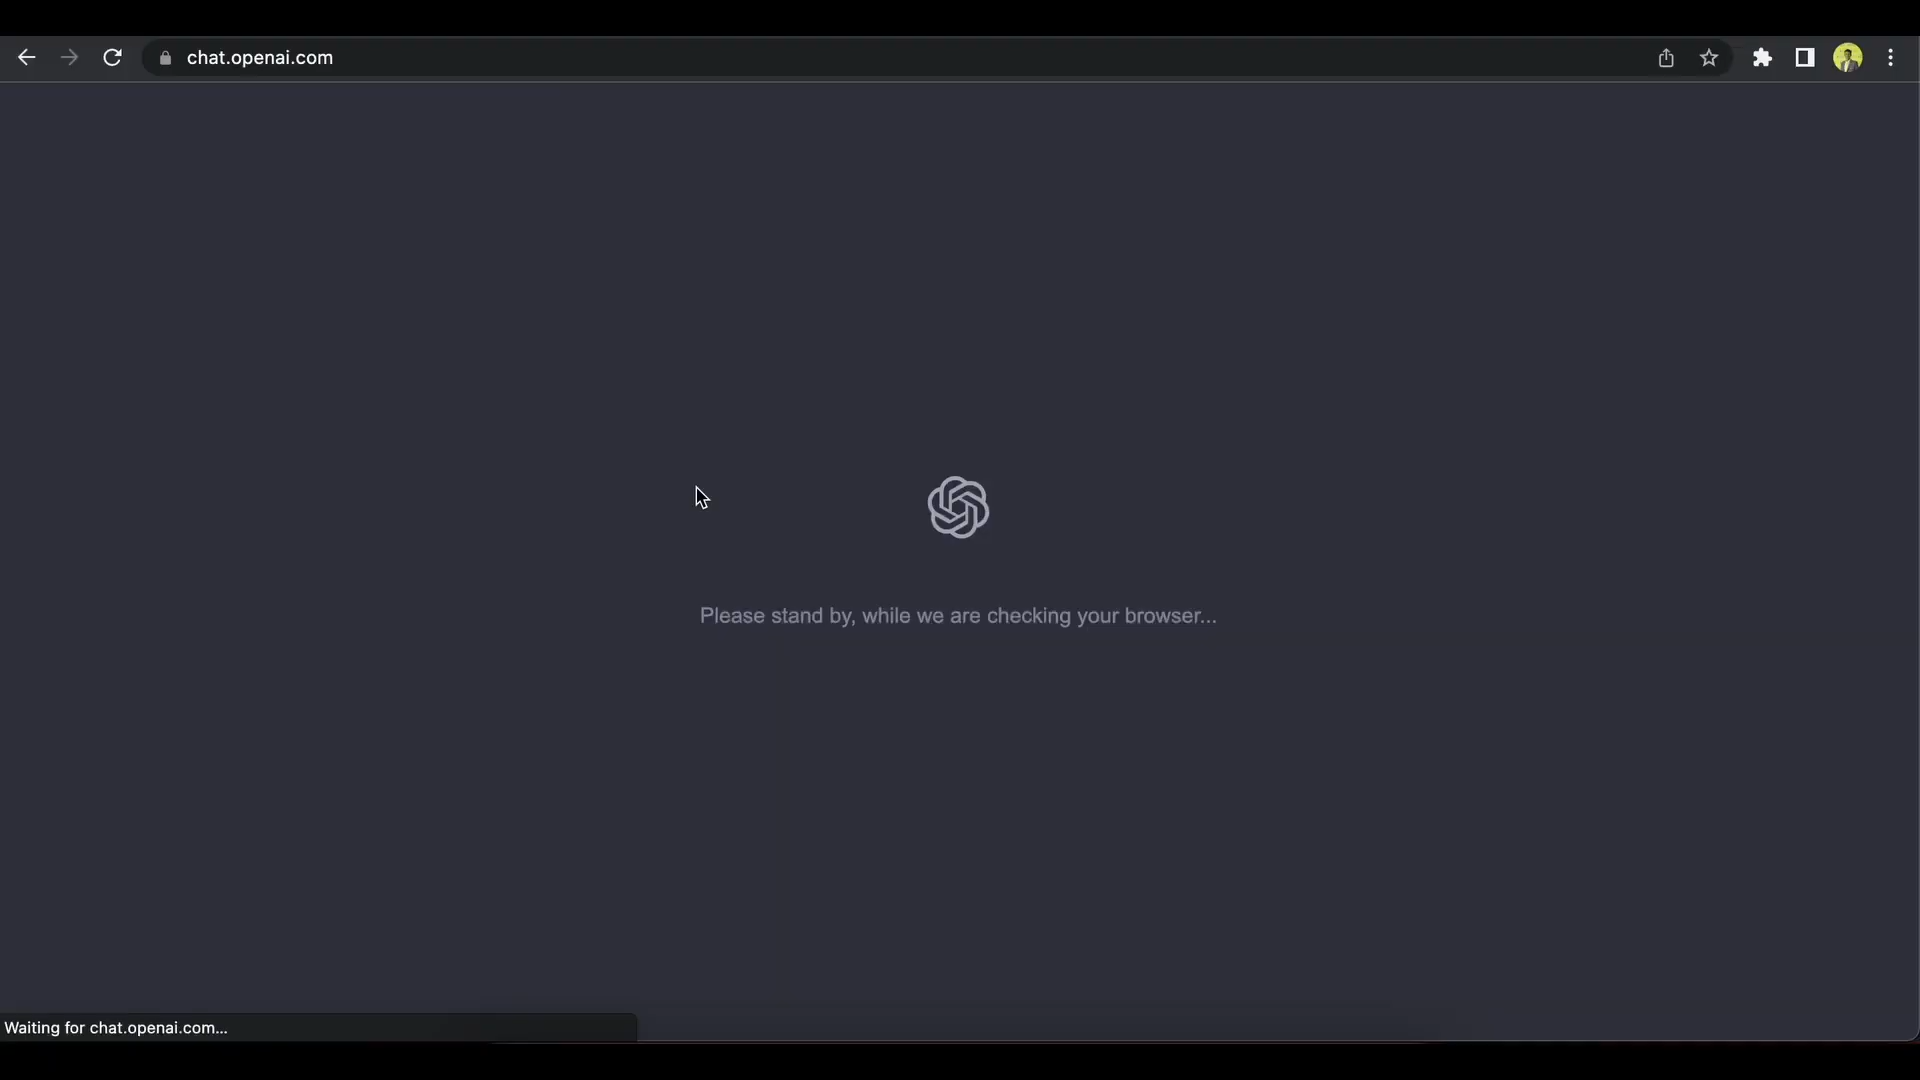 chat.openai.com
Please stand by, while we are checking your browser...
Waiting for chat.openai.com...